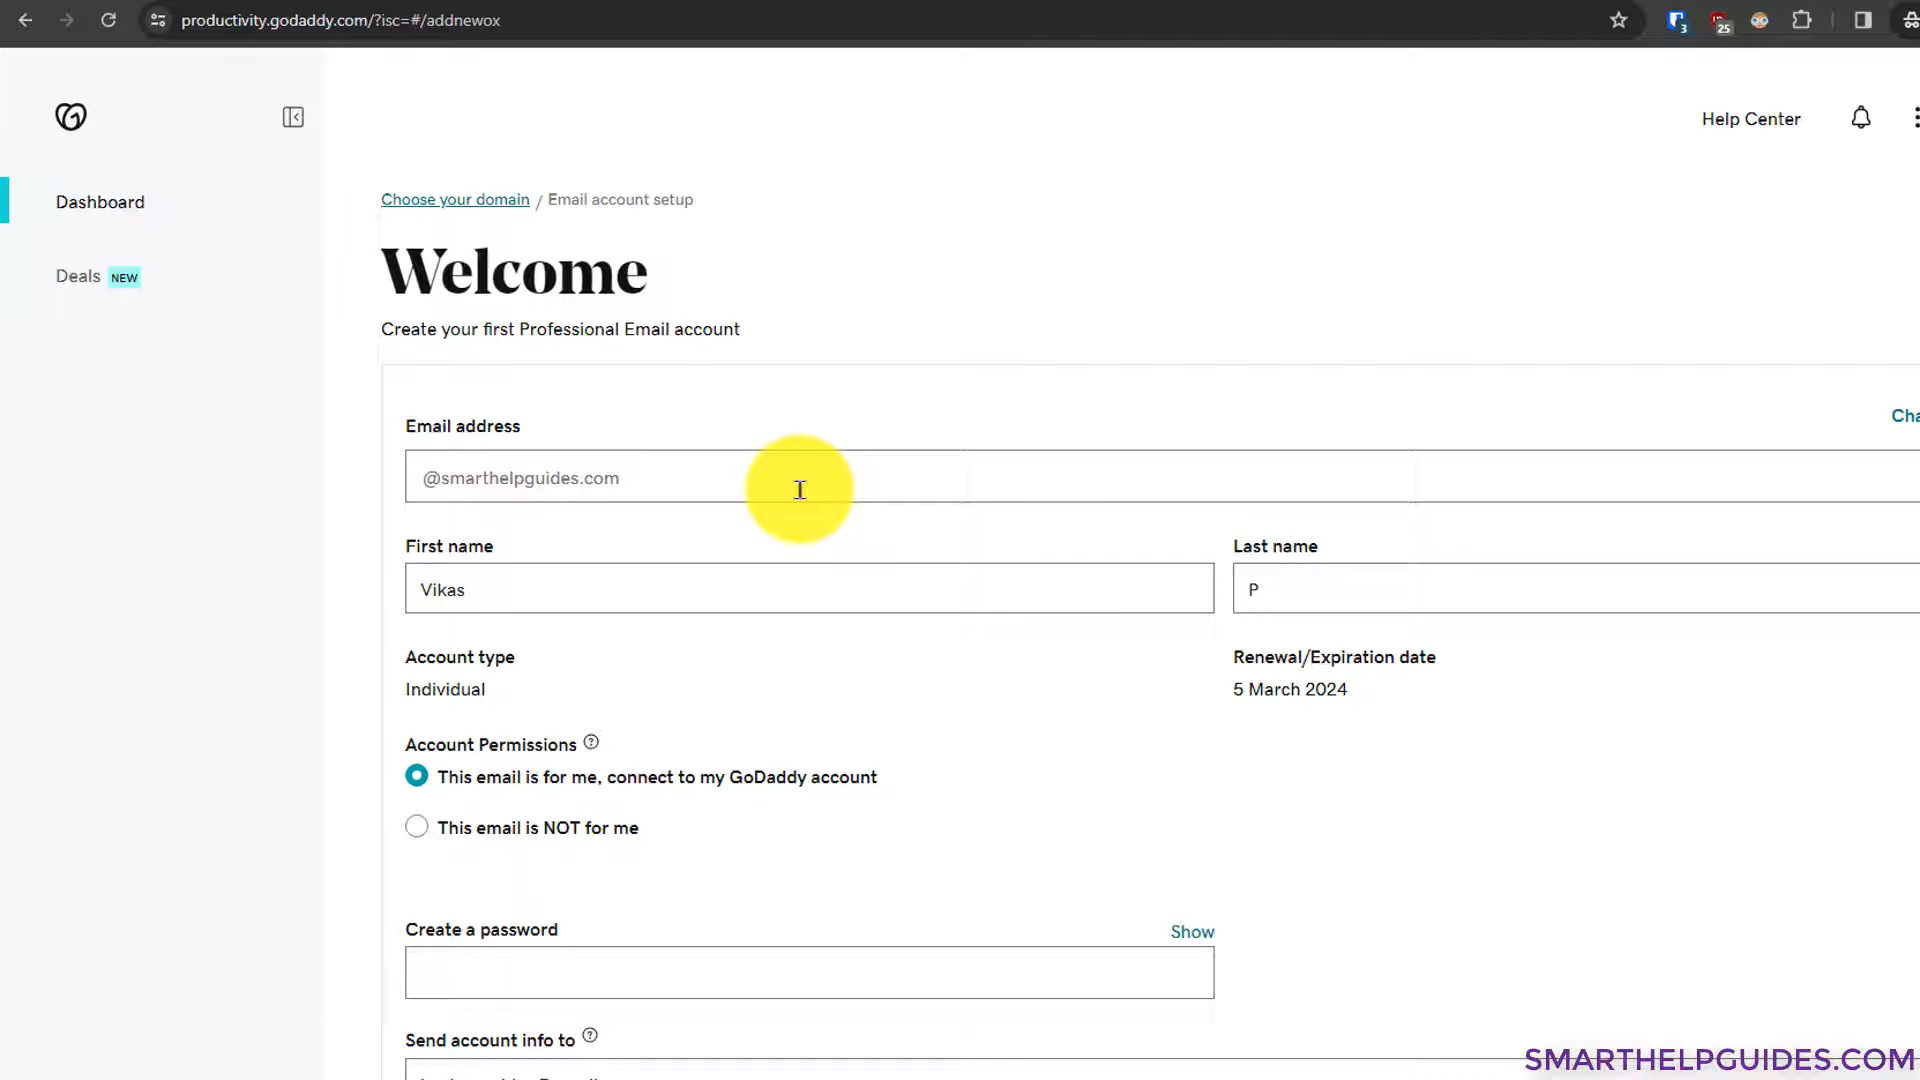 productivity.godaddy.com/?isc=#/addnewox
3
25
Help Center
Dashboard
Deals NEW
Choose your domain / Email account setup
Welcome
Create your first Professional Email account
Email address
Cha
@smarthelpguides.com
First name
Last name
Vikas
P
Account type
Renewal/Expiration date
Individual
5 March 2024
Account Permissions ?
This email is for me, connect to my GoDaddy account
This email is NOT for me
Create a password
Show
Send account info to ?
SMARTHELPGUIDES.COM